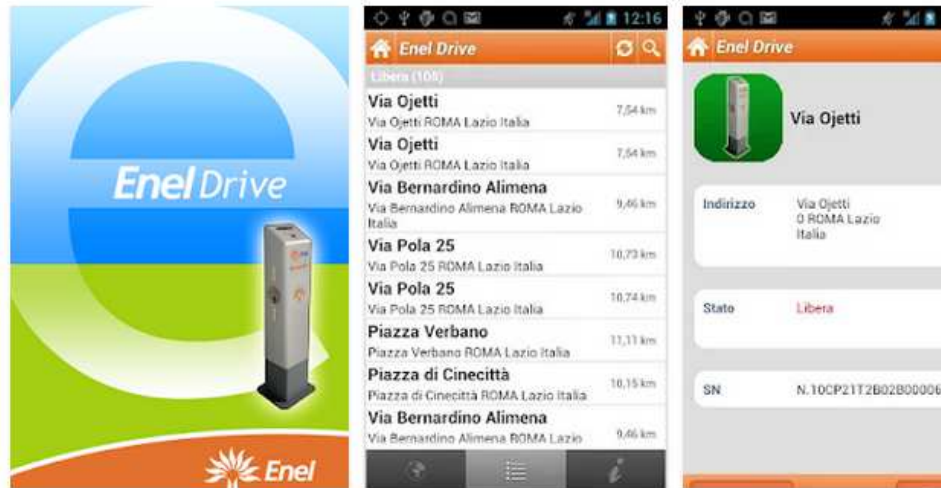 Enel Drive
Enel
12:16
Enel Drive
Libera (108)
Via Ojetti
Via Ojetti ROMA Lazio Italia
7,54 km
Via Ojetti
Via Ojetti ROMA Lazio Italia
7,54 km
Via Bernardino Alimena
Via Bernardino Alimena ROMA Lazio
Italia
9,46 km
Via Pola 25
Via Pola 25 ROMA Lazio Italia
10,73 km
Via Pola 25
Via Pola 25 ROMA Lazio Italia
10,74 km
Piazza Verbano
Piazza Verbano ROMA Lazio Italia
11,11 km
Piazza di Cinecittà
Piazza di Cinecittà ROMA Lazio Italia
10,15 km
Via Bernardino Alimena
Via Bernardino Alimena ROMA Lazio
9,46 km
Enel Drive
Via Ojetti
Indirizzo
Via Ojetti
0 ROMA Lazio
Italia
Stato
Libera
SN
N.10CP21T2B02B00006